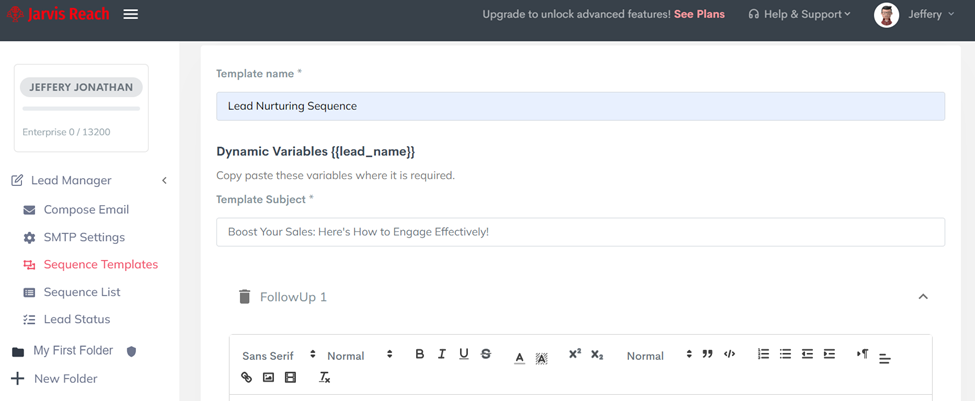 Jarvis Reach
Upgrade to unlock advanced features! See Plans
Help & Support
Jeffery
JEFFERY JONATHAN
Enterprise 0 / 13200
Lead Manager
Compose Email
SMTP Settings
Sequence Templates
Sequence List
Lead Status
My First Folder
New Folder
Template name *
Lead Nurturing Sequence
Dynamic Variables {{lead_name}}
Copy paste these variables where it is required.
Template Subject *
Boost Your Sales: Here's How to Engage Effectively!
FollowUp 1
Sans Serif Normal B I U S A A X² X₂ Normal